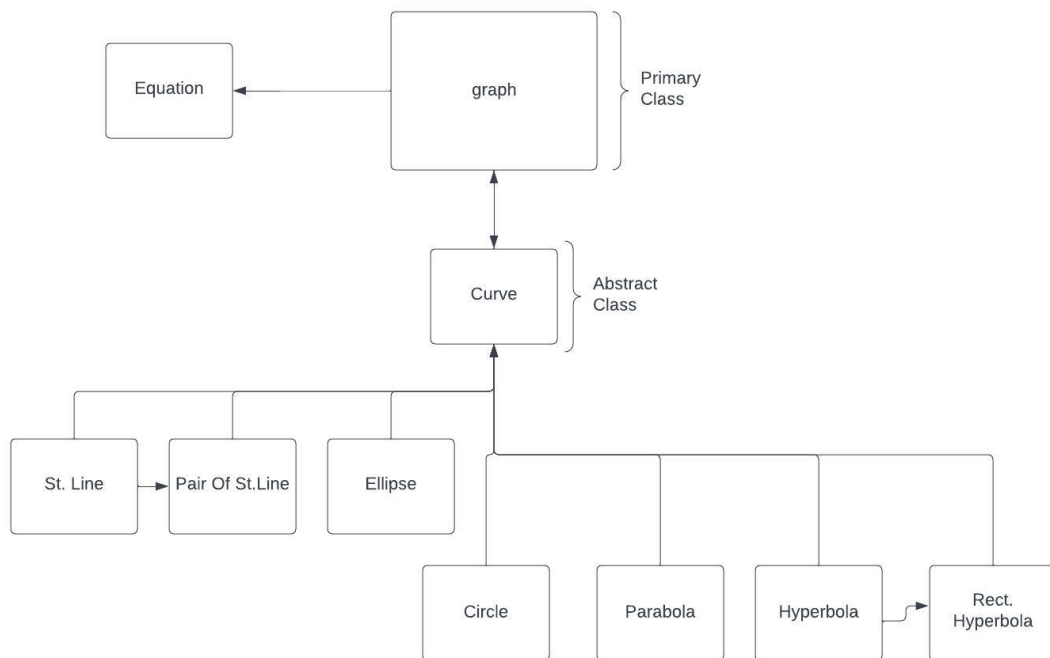 Equation
graph
Primary
Class
Curve
Abstract
Class
St. Line
Pair Of St.Line
Ellipse
Circle
Parabola
Hyperbola
Rect.
Hyperbola